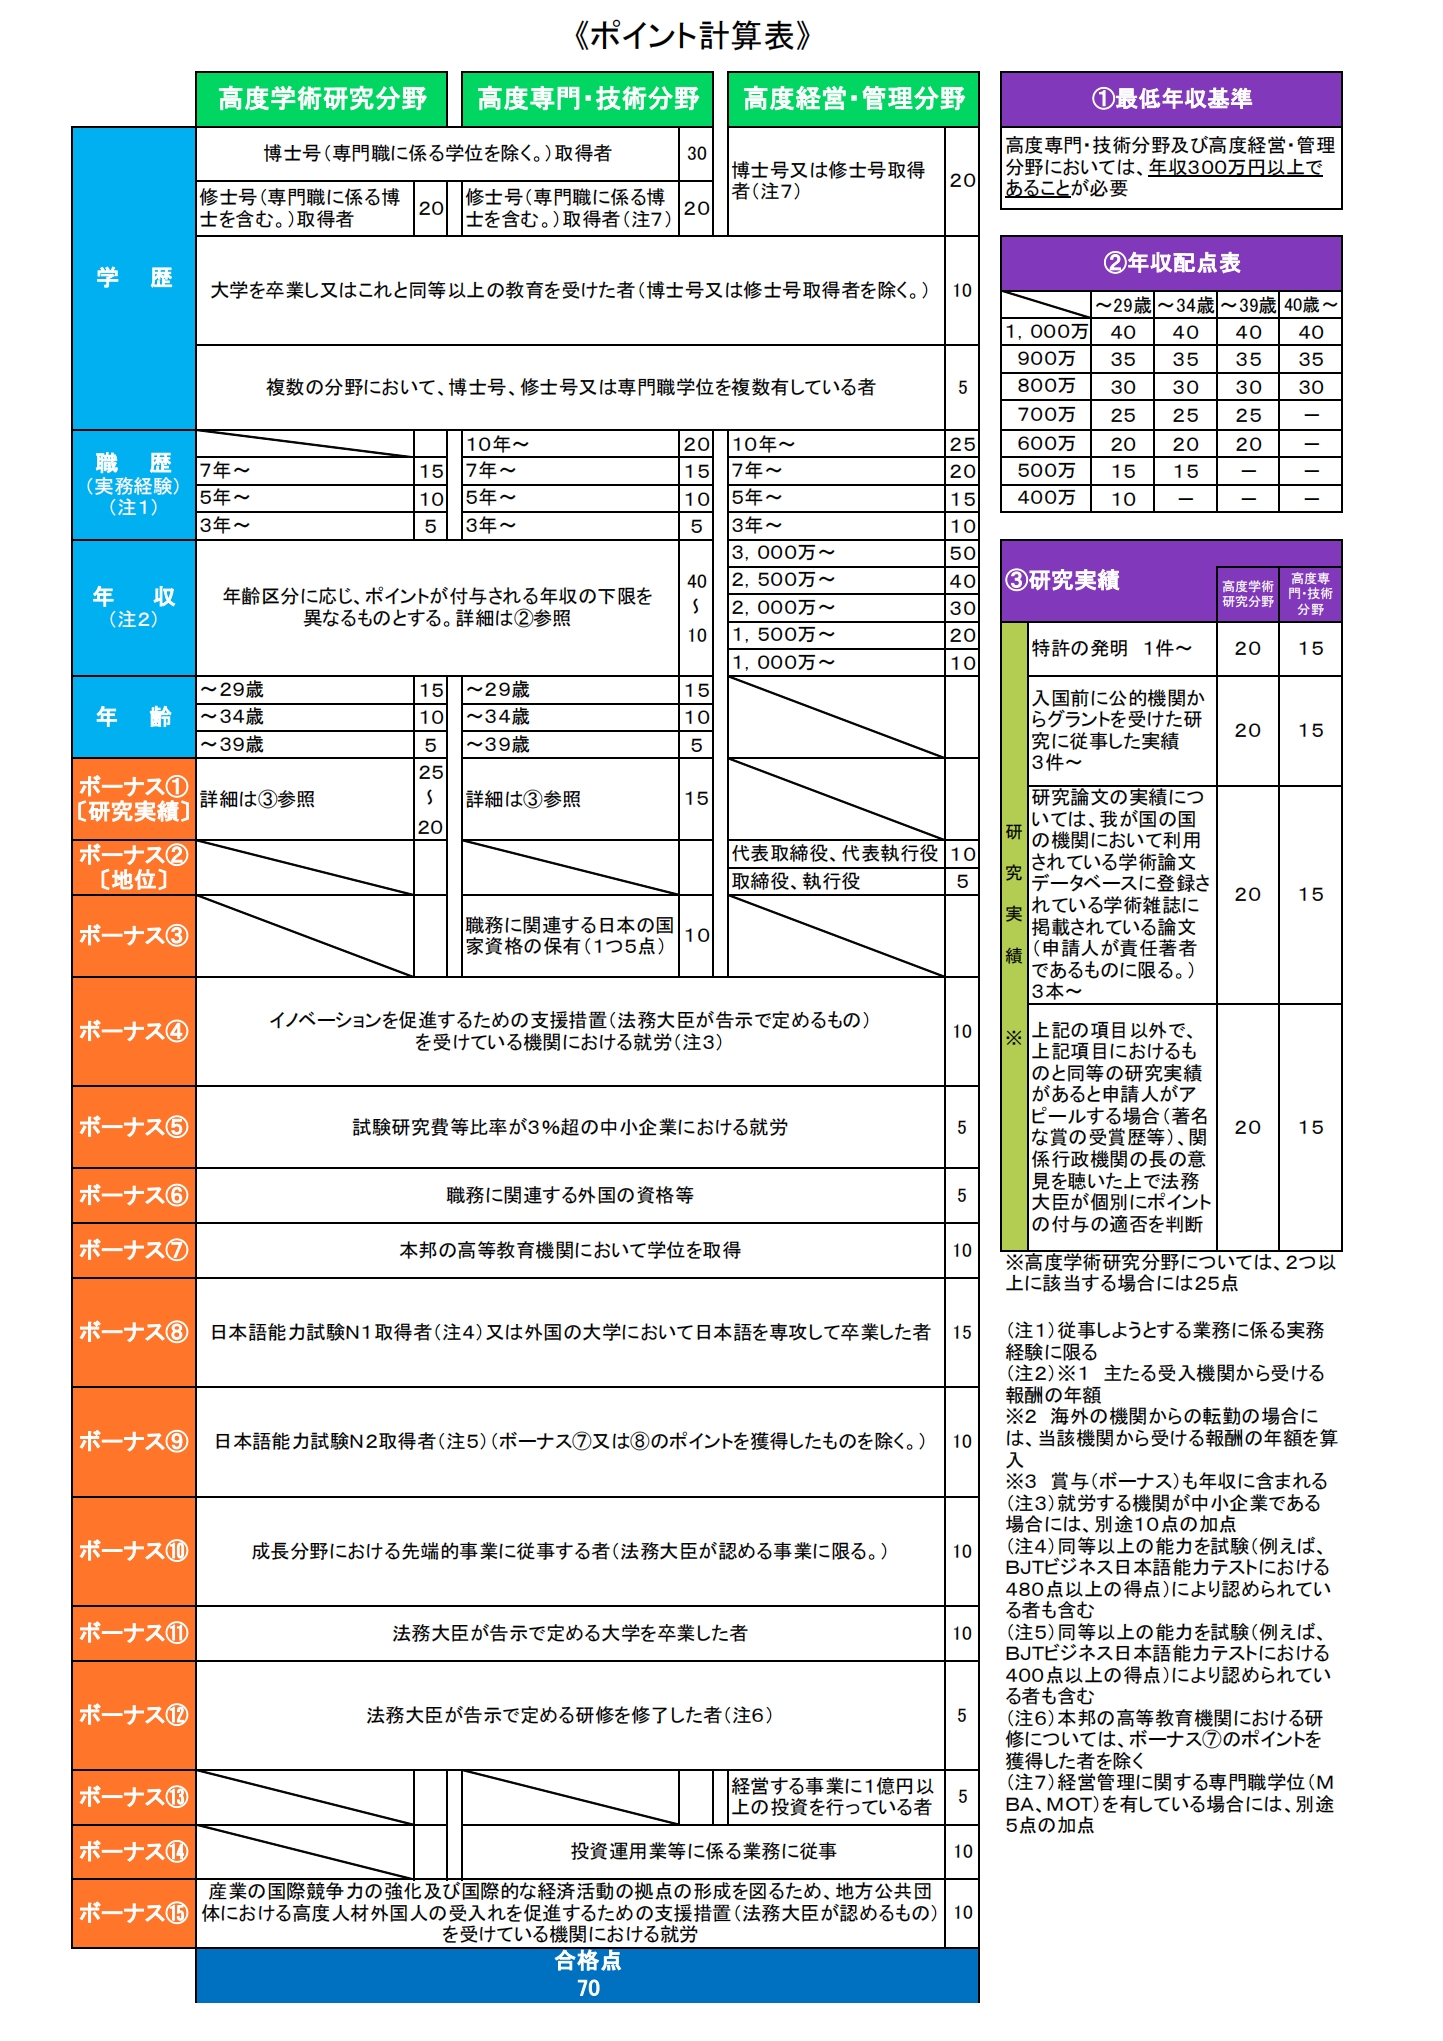 《ポイント計算表》
高度学術研究分野
高度専門・技術分野
高度経営・管理分野
学　歴
博士号（専門職に係る学位を除く。）取得者
30
修士号（専門職に係る博
士を含む。）取得者
20
修士号（専門職に係る博
士を含む。）取得者（注７）
20
博士号又は修士号取得
者（注７）
20
大学を卒業し又はこれと同等以上の教育を受けた者（博士号又は修士号取得者を除く。）
10
複数の分野において、博士号、修士号又は専門職学位を複数有している者
5
職　歴
（実務経験）
（注１）
10年～
20
10年～
25
7年～
15
7年～
15
7年～
20
5年～
10
5年～
10
5年～
15
3年～
5
3年～
5
3年～
10
年　収
（注２）
年齢区分に応じ、ポイントが付与される年収の下限を
異なるものとする。詳細は②参照
40
～
10
3，000万～
50
2，500万～
40
2，000万～
30
1，500万～
20
1，000万～
10
年　齢
～29歳
15
～29歳
15
～34歳
10
～34歳
10
～39歳
5
～39歳
5
ボーナス①
〔研究実績〕
詳細は③参照
25
～
20
詳細は③参照
15
ボーナス②
〔地位〕
代表取締役、代表執行役
10
取締役、執行役
5
ボーナス③
職務に関連する日本の国
家資格の保有（１つ５点）
10
ボーナス④
イノベーションを促進するための支援措置（法務大臣が告示で定めるもの）
を受けている機関における就労（注３）
10
ボーナス⑤
試験研究費等比率が３％超の中小企業における就労
5
ボーナス⑥
職務に関連する外国の資格等
5
ボーナス⑦
本邦の高等教育機関において学位を取得
10
ボーナス⑧
日本語能力試験Ｎ１取得者（注４）又は外国の大学において日本語を専攻して卒業した者
15
ボーナス⑨
日本語能力試験Ｎ２取得者（注５）（ボーナス⑦又は⑧のポイントを獲得したものを除く。）
10
ボーナス⑩
成長分野における先端的事業に従事する者（法務大臣が認める事業に限る。）
10
ボーナス⑪
法務大臣が告示で定める大学を卒業した者
10
ボーナス⑫
法務大臣が告示で定める研修を修了した者（注６）
5
ボーナス⑬
経営する事業に１億円以
上の投資を行っている者
5
ボーナス⑭
投資運用業等に係る業務に従事
10
ボーナス⑮
産業の国際競争力の強化及び国際的な経済活動の拠点の形成を図るため、地方公共団
体における高度人材外国人の受入れを促進するための支援措置（法務大臣が認めるもの）
を受けている機関における就労
10
合格点
70
①最低年収基準
高度専門・技術分野及び高度経営・管理
分野においては、年収３００万円以上で
あることが必要
②年収配点表
～29歳
～34歳
～39歳
40歳～
1，000万
40
40
40
40
900万
35
35
35
35
800万
30
30
30
30
700万
25
25
25
－
600万
20
20
20
－
500万
15
15
－
－
400万
10
－
－
－
③研究実績
高度学術
研究分野
高度専
門・技術
分野
研
究
実
績
※
特許の発明　１件～
20
15
入国前に公的機関か
らグラントを受けた研
究に従事した実績
３件～
20
15
研究論文の実績につ
いては、我が国の国
の機関において利用
されている学術論文
データベースに登録さ
れている学術雑誌に
掲載されている論文
（申請人が責任著者
であるものに限る。）
３本～
20
15
上記の項目以外で、
上記項目におけるも
のと同等の研究実績
があると申請人がア
ピールする場合（著名
な賞の受賞歴等）、関
係行政機関の長の意
見を聴いた上で法務
大臣が個別にポイント
の付与の適否を判断
20
15
※高度学術研究分野については、２つ以
上に該当する場合には２５点
（注１）従事しようとする業務に係る実務
経験に限る
（注２）※１　主たる受入機関から受ける
報酬の年額
※２　海外の機関からの転勤の場合に
は、当該機関から受ける報酬の年額を算
入
※３　賞与（ボーナス）も年収に含まれる
（注３）就労する機関が中小企業である
場合には、別途１０点の加点
（注４）同等以上の能力を試験（例えば、
ＢＪＴビジネス日本語能力テストにおける
４８０点以上の得点）により認められてい
る者も含む
（注５）同等以上の能力を試験（例えば、
ＢＪＴビジネス日本語能力テストにおける
４００点以上の得点）により認められてい
る者も含む
（注６）本邦の高等教育機関における研
修については、ボーナス⑦のポイントを
獲得した者を除く
（注７）経営管理に関する専門職学位（Ｍ
ＢＡ、ＭＯＴ）を有している場合には、別途
５点の加点